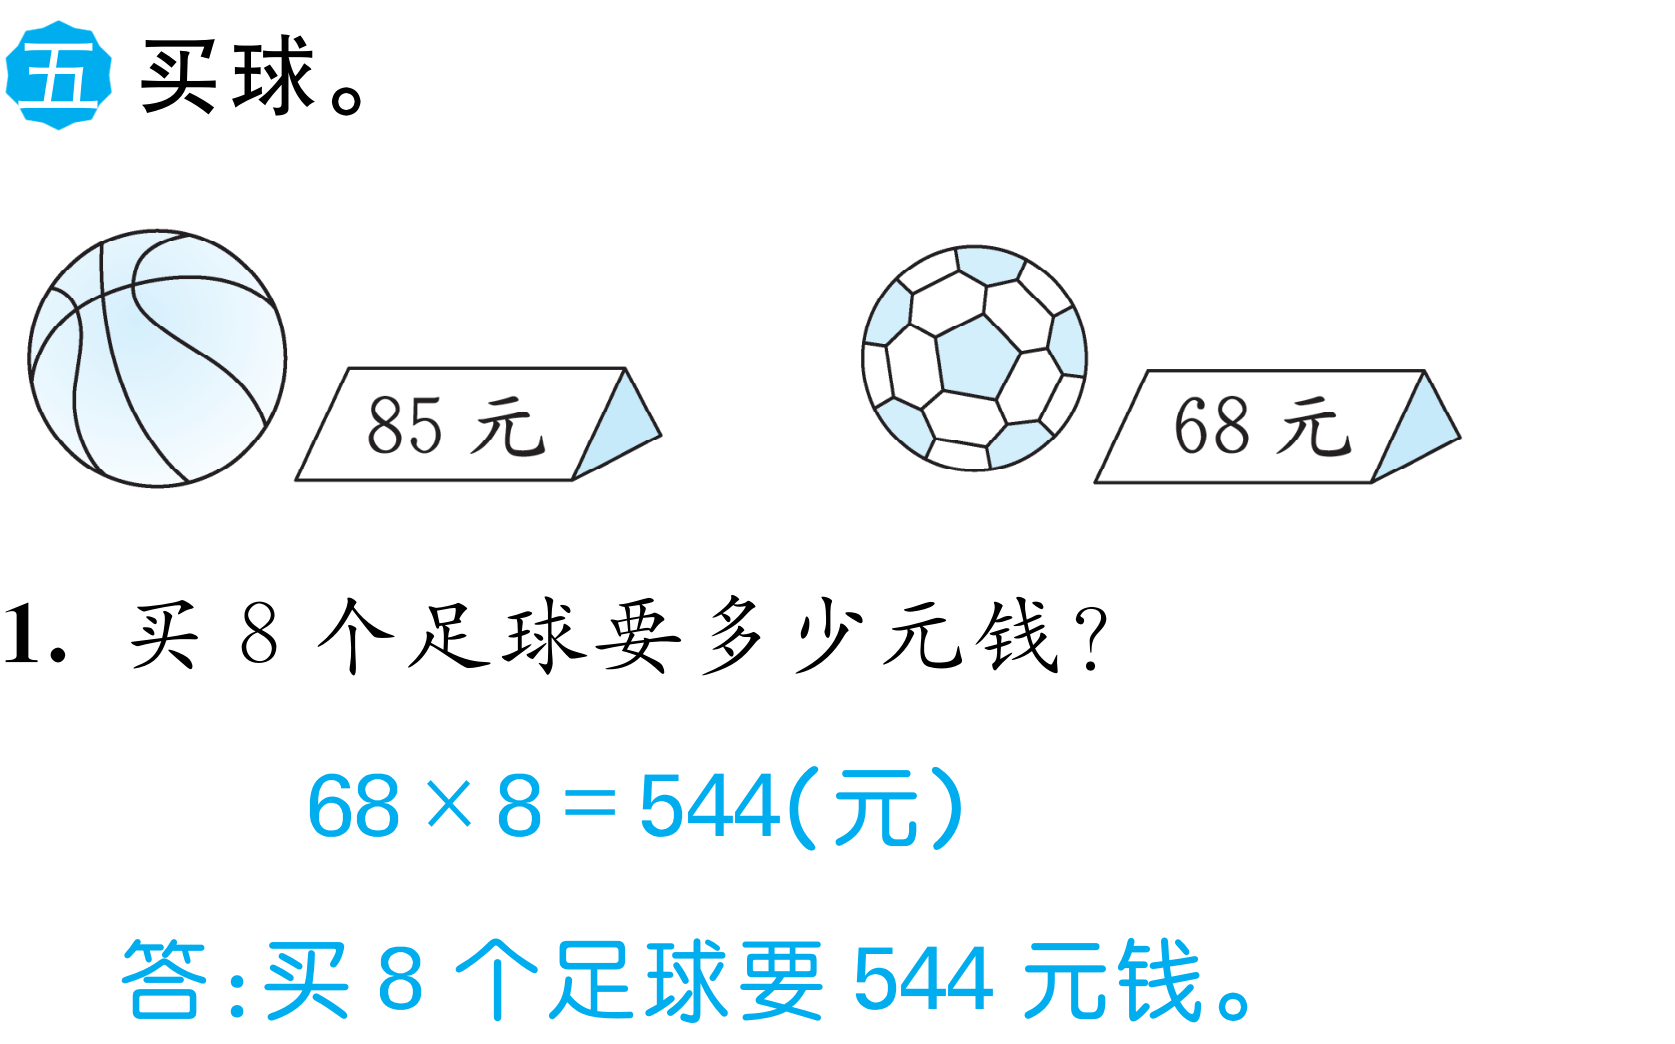 五 买球。
85 元 68 元
1. 买 8 个足球要多少元钱?
68 × 8 = 544(元)
答:买 8 个足球要 544 元钱。